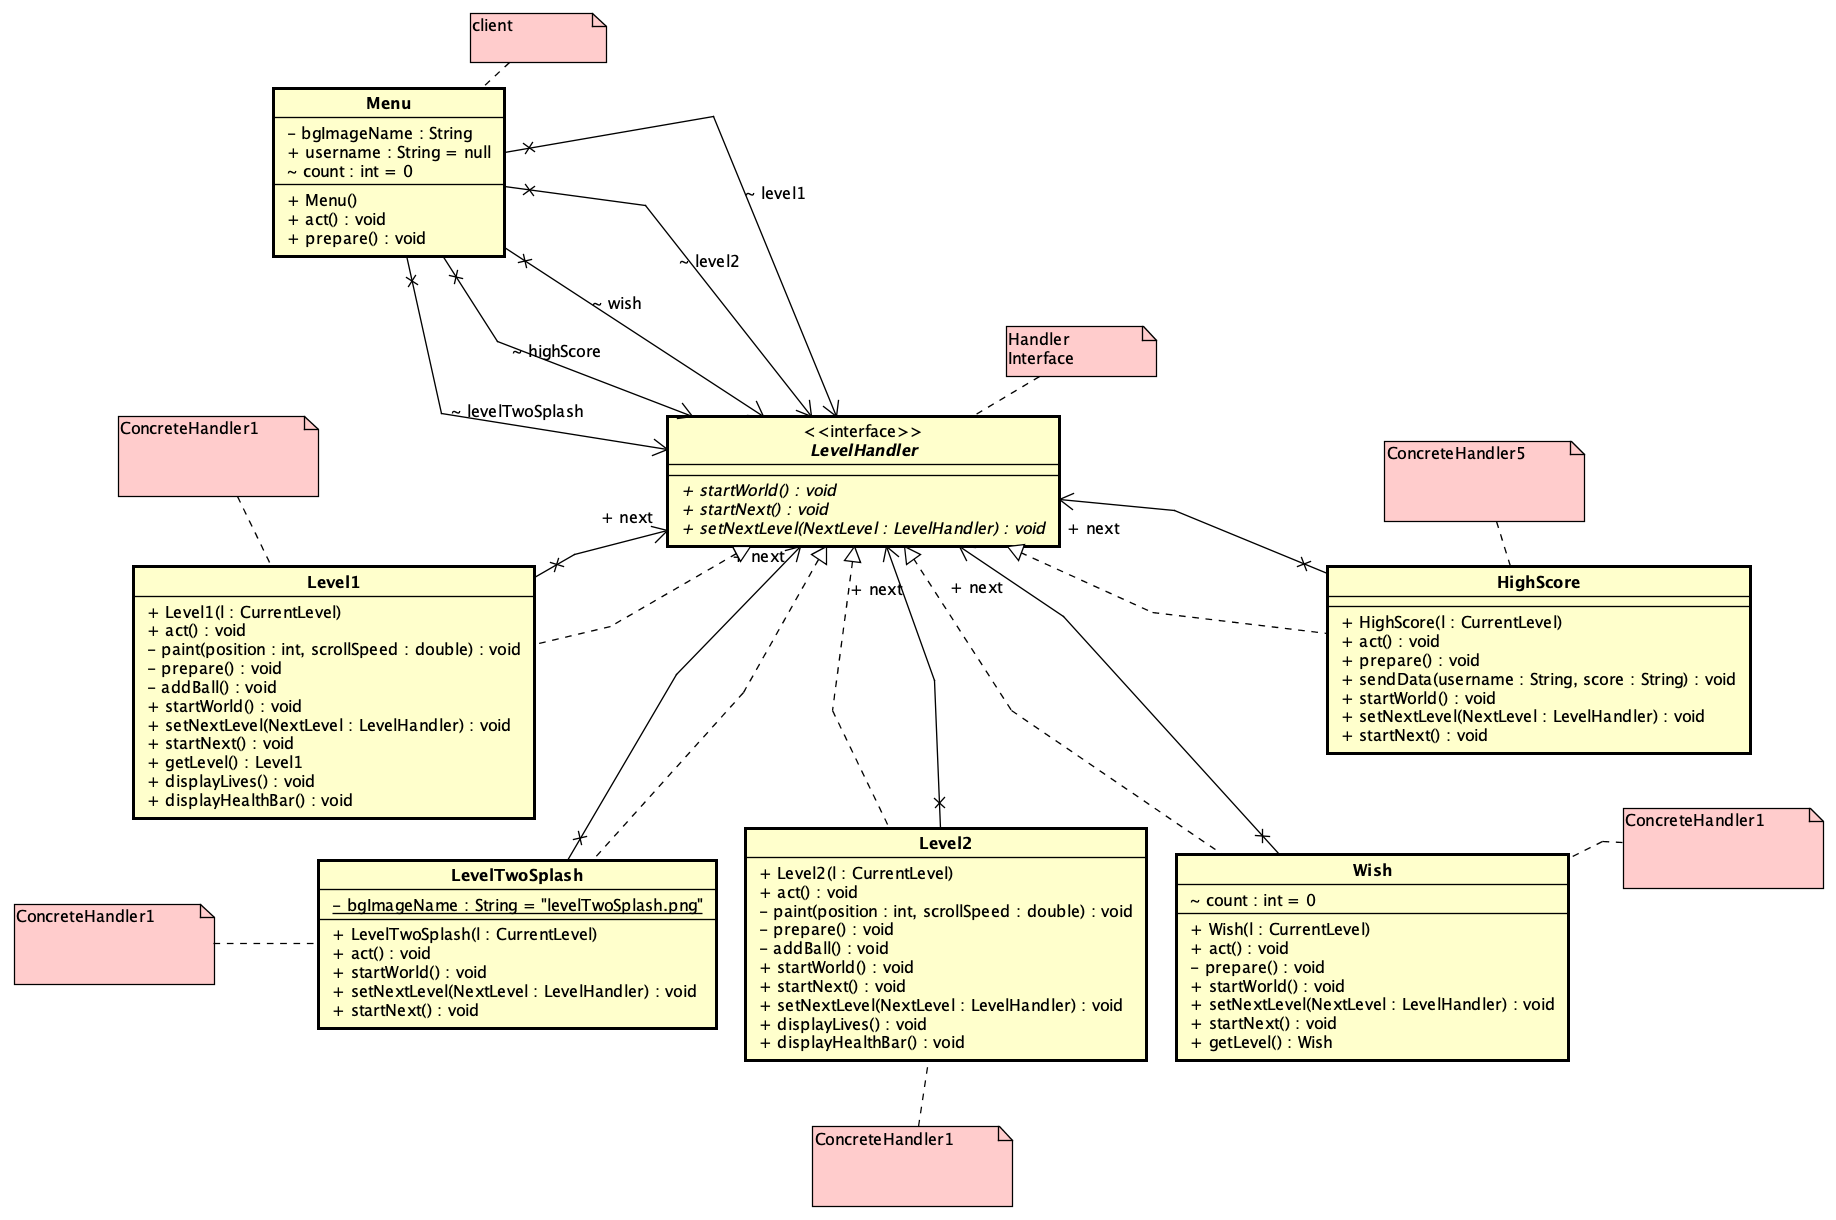 client
Menu
– bgImageName : String
+ username : String = null
~ count : int = 0
+ Menu()
+ act() : void
+ prepare() : void
~ level1
~ level2
~ wish
~ highScore
~ levelTwoSplash
Handler
Interface
<<interface>>
LevelHandler
+ startWorld() : void
+ startNext() : void
+ setNextLevel(NextLevel : LevelHandler) : void
ConcreteHandler1
ConcreteHandler5
+ next
+ next
next
+ next
+ next
Level1
+ Level1(l : CurrentLevel)
+ act() : void
– paint(position : int, scrollSpeed : double) : void
– prepare() : void
– addBall() : void
+ startWorld() : void
+ setNextLevel(NextLevel : LevelHandler) : void
+ startNext() : void
+ getLevel() : Level1
+ displayLives() : void
+ displayHealthBar() : void
HighScore
+ HighScore(l : CurrentLevel)
+ act() : void
+ prepare() : void
+ sendData(username : String, score : String) : void
+ startWorld() : void
+ setNextLevel(NextLevel : LevelHandler) : void
+ startNext() : void
ConcreteHandler1
LevelTwoSplash
– bgImageName : String = "levelTwoSplash.png"
+ LevelTwoSplash(l : CurrentLevel)
+ act() : void
+ startWorld() : void
+ setNextLevel(NextLevel : LevelHandler) : void
+ startNext() : void
Level2
+ Level2(l : CurrentLevel)
+ act() : void
– paint(position : int, scrollSpeed : double) : void
– prepare() : void
– addBall() : void
+ startWorld() : void
+ startNext() : void
+ setNextLevel(NextLevel : LevelHandler) : void
+ displayLives() : void
+ displayHealthBar() : void
ConcreteHandler1
Wish
~ count : int = 0
+ Wish(l : CurrentLevel)
+ act() : void
– prepare() : void
+ startWorld() : void
+ setNextLevel(NextLevel : LevelHandler) : void
+ startNext() : void
+ getLevel() : Wish
ConcreteHandler1